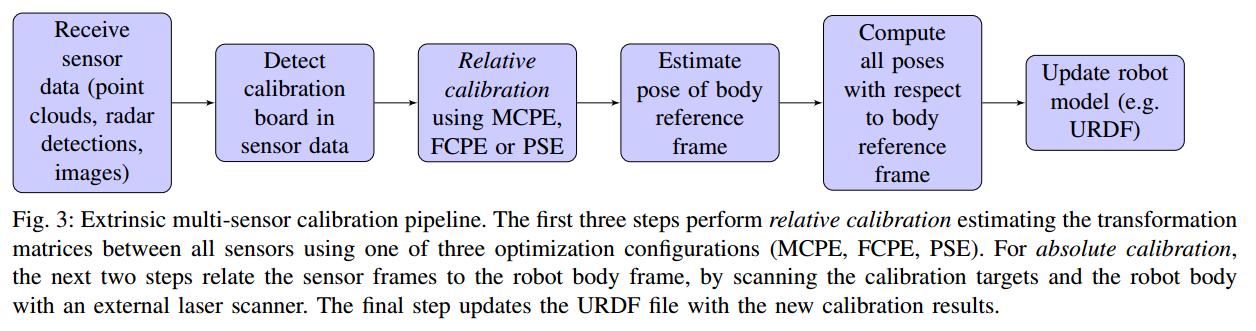 Receive
sensor
data (point
clouds, radar
detections,
images)
Detect
calibration
board in
sensor data
Relative
calibration
using MCPE,
FCPE or PSE
Estimate
pose of body
reference
frame
Compute
all poses
with respect
to body
reference
frame
Update robot
model (e.g.
URDF)
Fig. 3: Extrinsic multi-sensor calibration pipeline. The first three steps perform relative calibration estimating the transformation
matrices between all sensors using one of three optimization configurations (MCPE, FCPE, PSE). For absolute calibration,
the next two steps relate the sensor frames to the robot body frame, by scanning the calibration targets and the robot body
with an external laser scanner. The final step updates the URDF file with the new calibration results.